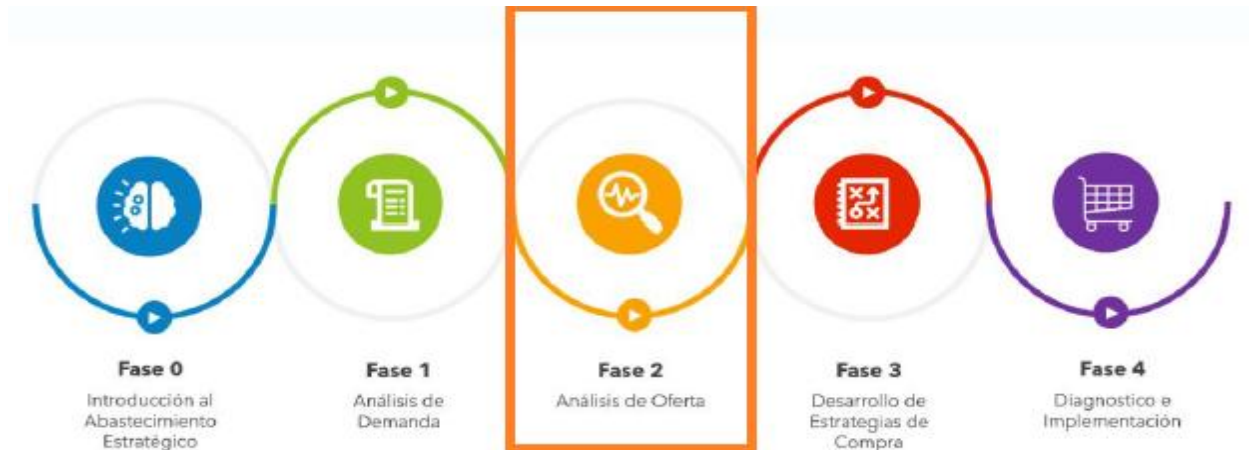 Fase 0
Introducción al
Abastecimiento
Estratégico
Fase 1
Análisis de
Demanda
Fase 2
Análisis de Oferta
Fase 3
Desarrollo de
Estrategias de
Compra
Fase 4
Diagnostico e
Implementación